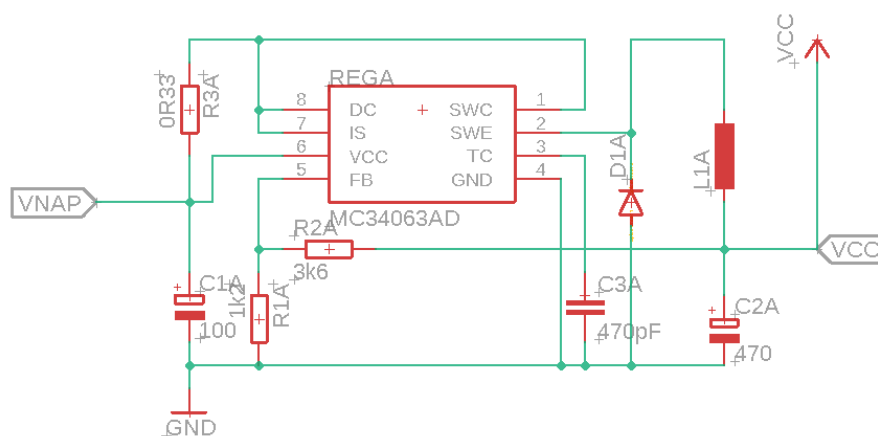 VCC
REGA
0R33
R3A
8 DC SWC 1
7 IS SWE 2
6 VCC TC 3
5 FB GND 4
MC34063AD
D1A
L1A
VNAP
R2A
3k6
VCC
C1A
100
1k2
R1A
C3A
470pF
C2A
470
GND